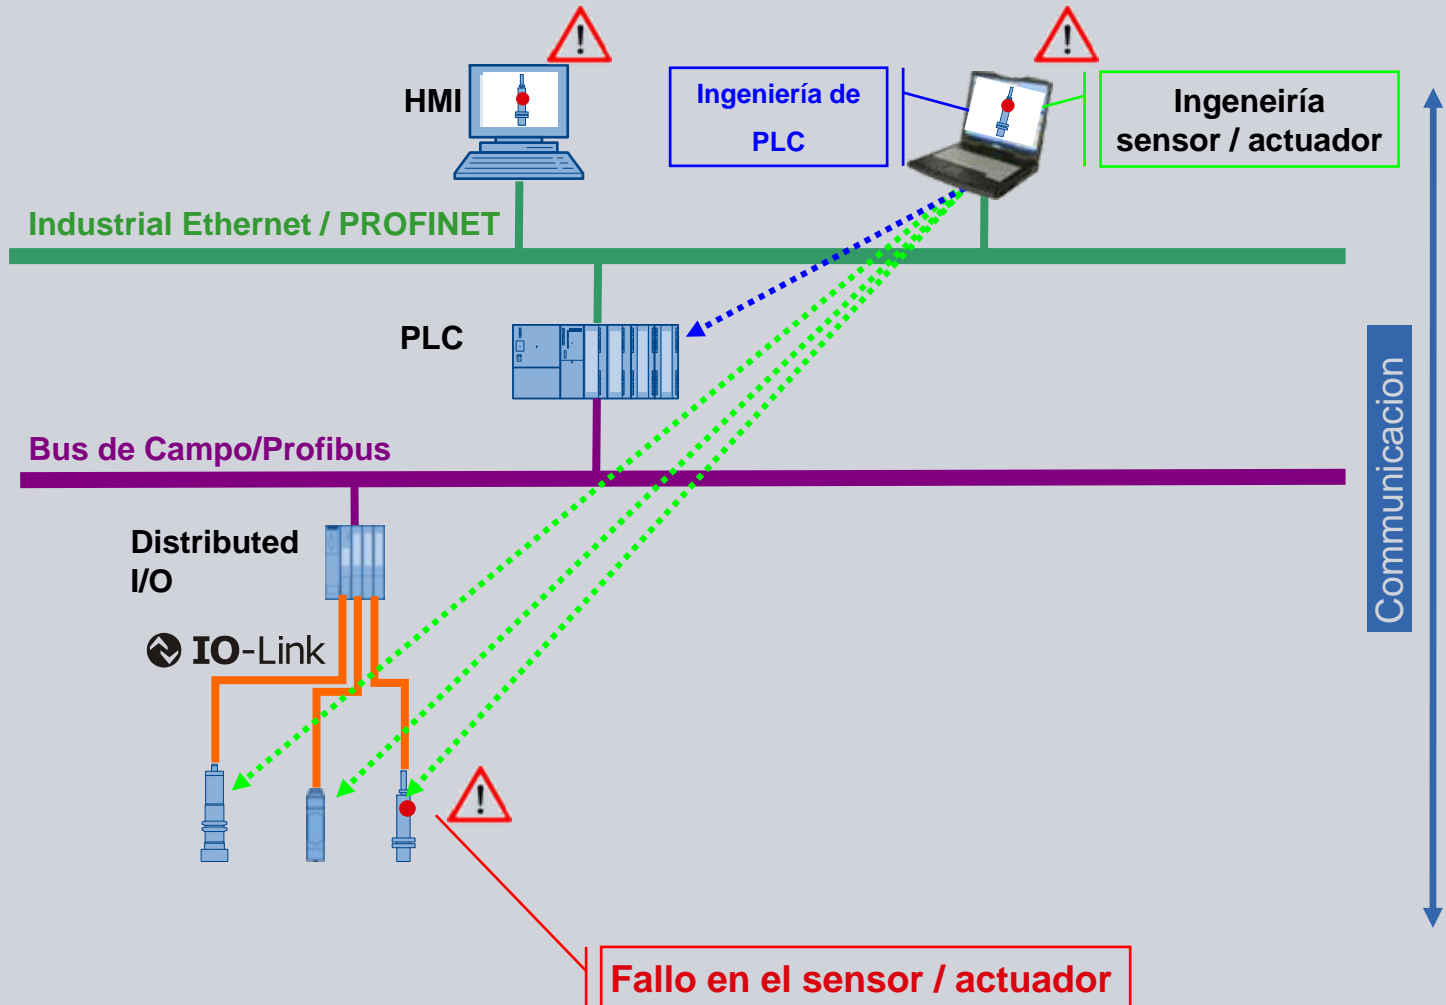 HMI
Ingeniería de
PLC
Ingeneiría
sensor / actuador
Industrial Ethernet / PROFINET
PLC
Communicacion
Bus de Campo/Profibus
Distributed
I/O
IO-Link
Fallo en el sensor / actuador